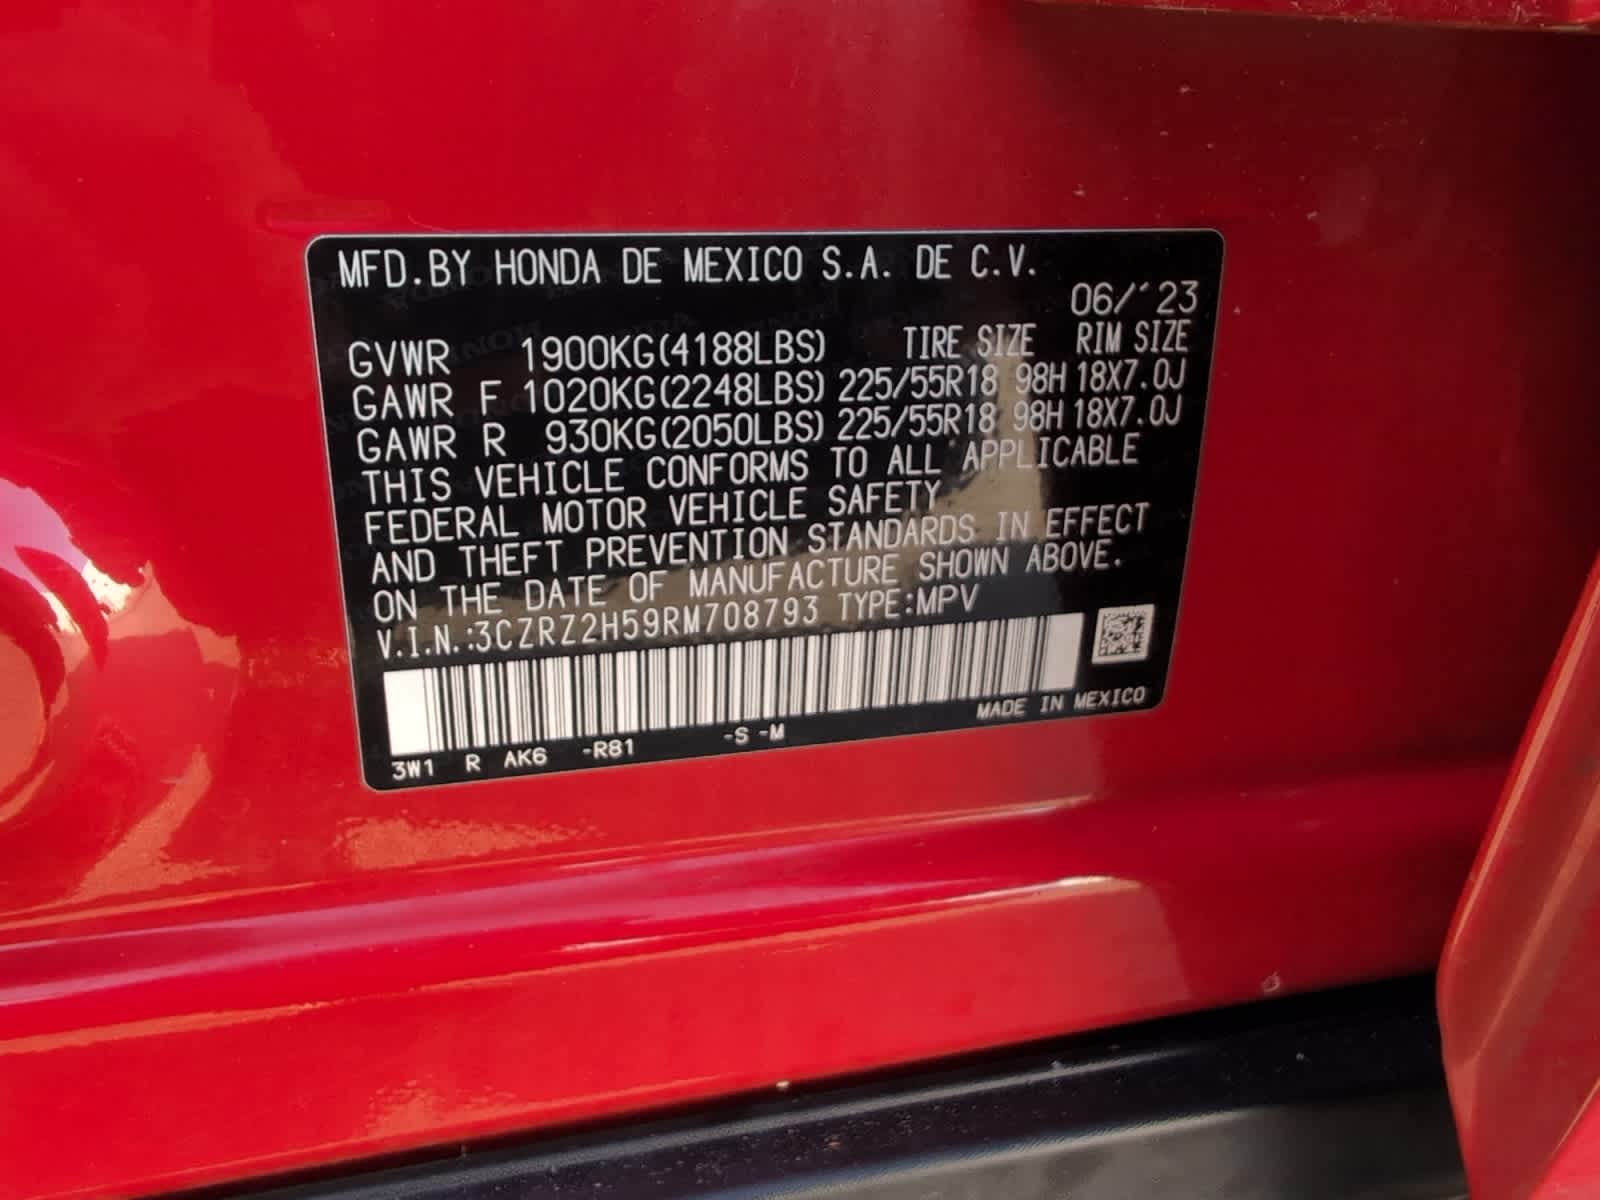 MFD.BY HONDA DE MEXICO S.A. DE C.V.
06/'23
GVWR 1900KG(4188LBS) TIRE SIZE RIM SIZE
GAWR F 1020KG(2248LBS) 225/55R18 98H 18X7.0J
GAWR R 930KG(2050LBS) 225/55R18 98H 18X7.0J
THIS VEHICLE CONFORMS TO ALL APPLICABLE
FEDERAL MOTOR VEHICLE SAFETY
AND THEFT PREVENTION STANDARDS IN EFFECT
ON THE DATE OF MANUFACTURE SHOWN ABOVE.
V.I.N.:3CZRZ2H59RM708793 TYPE:MPV
MADE IN MEXICO
3W1 R AK6 -R81 -S -M